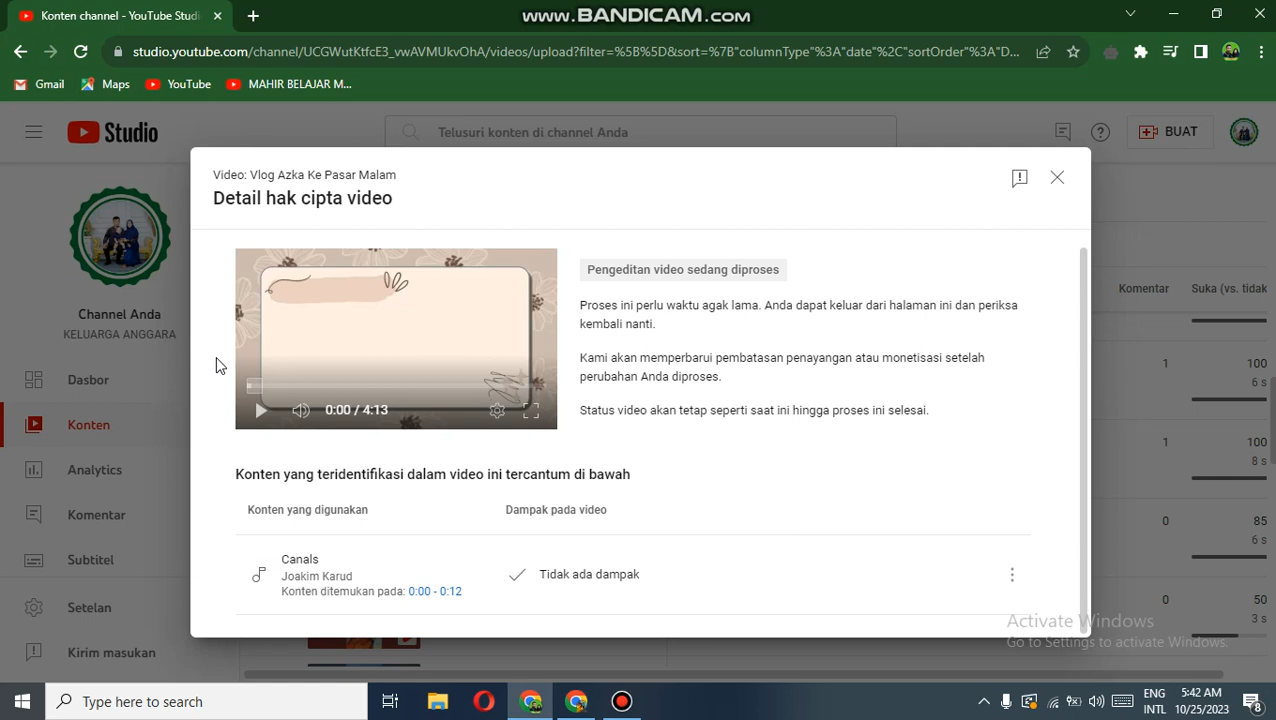 Konten channel - YouTube Studio
www.BANDICAM.com
studio.youtube.com/channel/UCGWutKtfcE3_vwAVMUkvOhA/videos/upload?filter=%5B%5D&sort=%7B"columnType"%3A"date"%2C"sortOrder"%3A"D...
Gmail
Maps
YouTube
MAHIR BELAJAR M...
Studio
Telusuri konten di channel Anda
BUAT
Channel Anda
KELUARGA ANGGARA
Dasbor
Konten
Analytics
Komentar
Subtitel
Setelan
Kirim masukan
Video: Vlog Azka Ke Pasar Malam
Detail hak cipta video
0:00 / 4:13
Pengeditan video sedang diproses
Proses ini perlu waktu agak lama. Anda dapat keluar dari halaman ini dan periksa
kembali nanti.
Kami akan memperbarui pembatasan penayangan atau monetisasi setelah
perubahan Anda diproses.
Status video akan tetap seperti saat ini hingga proses ini selesai.
Konten yang teridentifikasi dalam video ini tercantum di bawah
Konten yang digunakan
Dampak pada video
Canals
Joakim Karud
Konten ditemukan pada: 0:00 - 0:12
Tidak ada dampak
Komentar
Suka (vs. tidak
1
100
6 s
1
100
8 s
0
85
6 s
0
50
3 s
Activate Windows
Go to Settings to activate Windows.
Type here to search
ENG
INTL
5:42 AM
10/25/2023
8